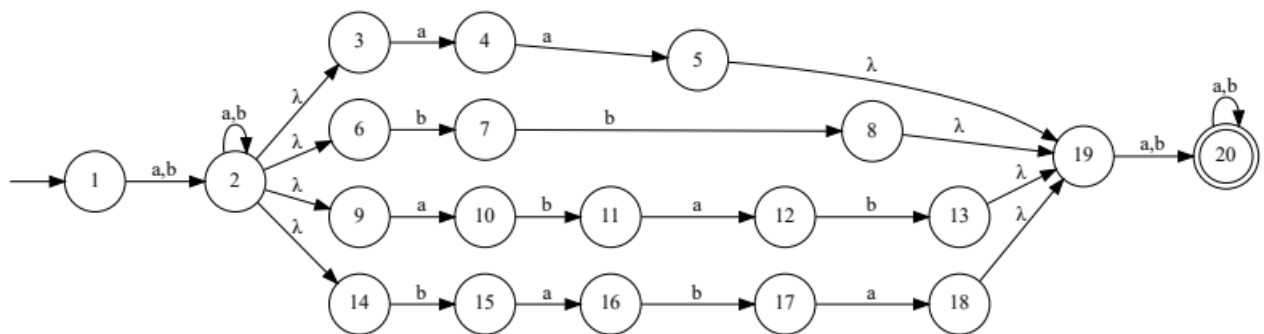 3 a 4 a 5 λ
λ
a,b a,b
6 b 7 b 8 λ
λ
1 a,b 2 19 a,b 20
λ λ
9 a 10 b 11 a 12 b 13
λ λ
14 b 15 a 16 b 17 a 18